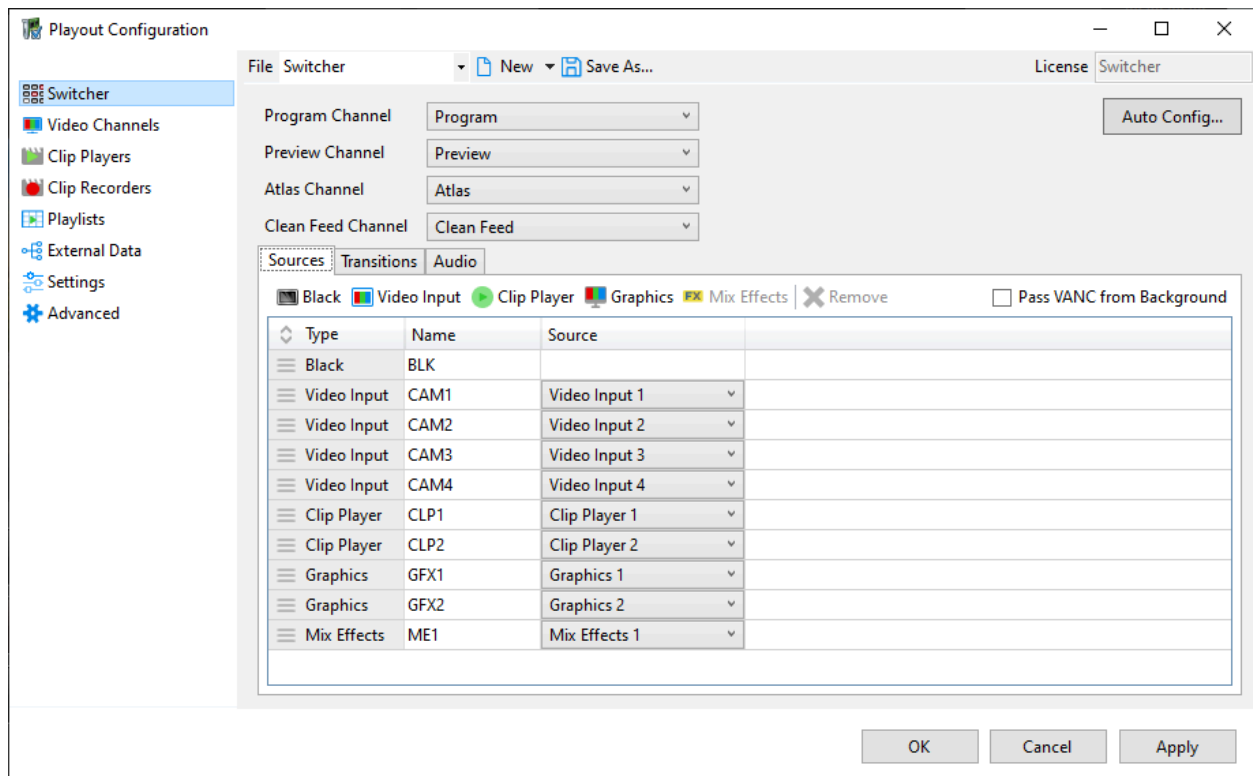 Playout Configuration
File Switcher New Save As... License Switcher
Switcher
Video Channels
Clip Players
Clip Recorders
Playlists
External Data
Settings
Advanced
Program Channel Program Auto Config...
Preview Channel Preview
Atlas Channel Atlas
Clean Feed Channel Clean Feed
Sources Transitions Audio
Black Video Input Clip Player Graphics FX Mix Effects Remove Pass VANC from Background
Type Name Source
Black BLK
Video Input CAM1 Video Input 1
Video Input CAM2 Video Input 2
Video Input CAM3 Video Input 3
Video Input CAM4 Video Input 4
Clip Player CLP1 Clip Player 1
Clip Player CLP2 Clip Player 2
Graphics GFX1 Graphics 1
Graphics GFX2 Graphics 2
Mix Effects ME1 Mix Effects 1
OK Cancel Apply